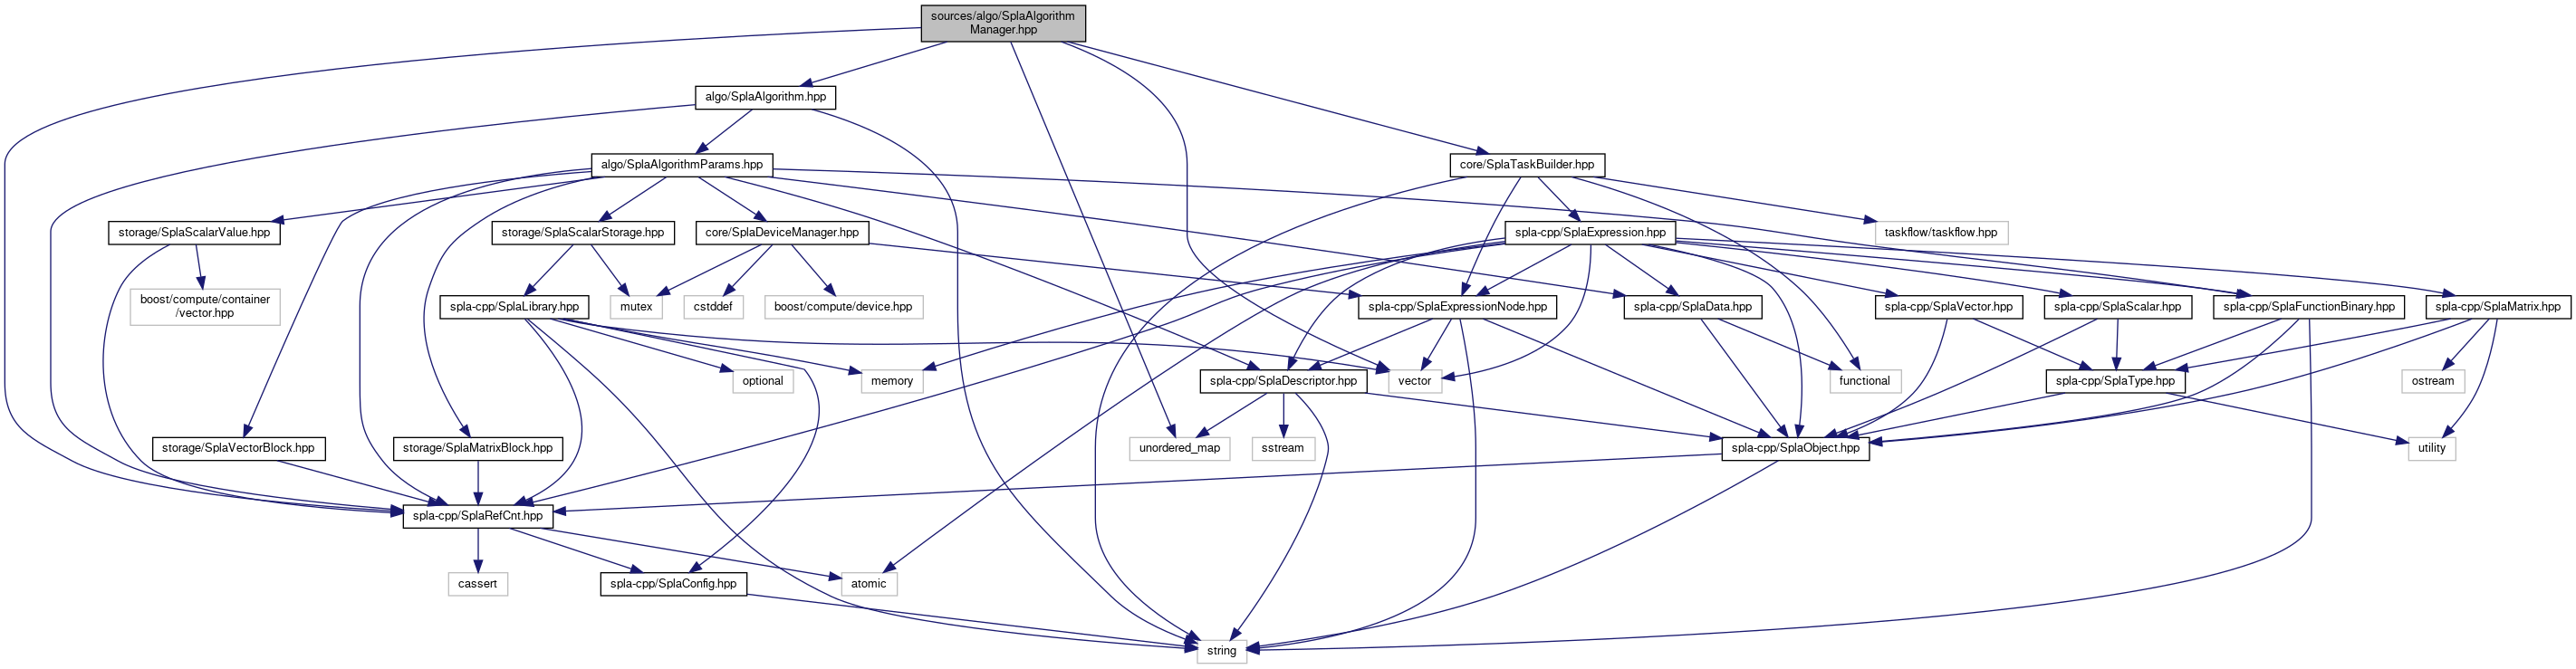 sources/algo/SplaAlgorithm
Manager.hpp
algo/SplaAlgorithm.hpp
algo/SplaAlgorithmParams.hpp
core/SplaTaskBuilder.hpp
storage/SplaScalarValue.hpp
storage/SplaScalarStorage.hpp
core/SplaDeviceManager.hpp
spla-cpp/SplaExpression.hpp
taskflow/taskflow.hpp
boost/compute/container
/vector.hpp
spla-cpp/SplaLibrary.hpp
mutex
cstddef
boost/compute/device.hpp
spla-cpp/SplaExpressionNode.hpp
spla-cpp/SplaData.hpp
spla-cpp/SplaVector.hpp
spla-cpp/SplaScalar.hpp
spla-cpp/SplaFunctionBinary.hpp
spla-cpp/SplaMatrix.hpp
optional
memory
spla-cpp/SplaDescriptor.hpp
vector
functional
spla-cpp/SplaType.hpp
ostream
storage/SplaVectorBlock.hpp
storage/SplaMatrixBlock.hpp
unordered_map
sstream
spla-cpp/SplaObject.hpp
utility
spla-cpp/SplaRefCnt.hpp
cassert
spla-cpp/SplaConfig.hpp
atomic
string